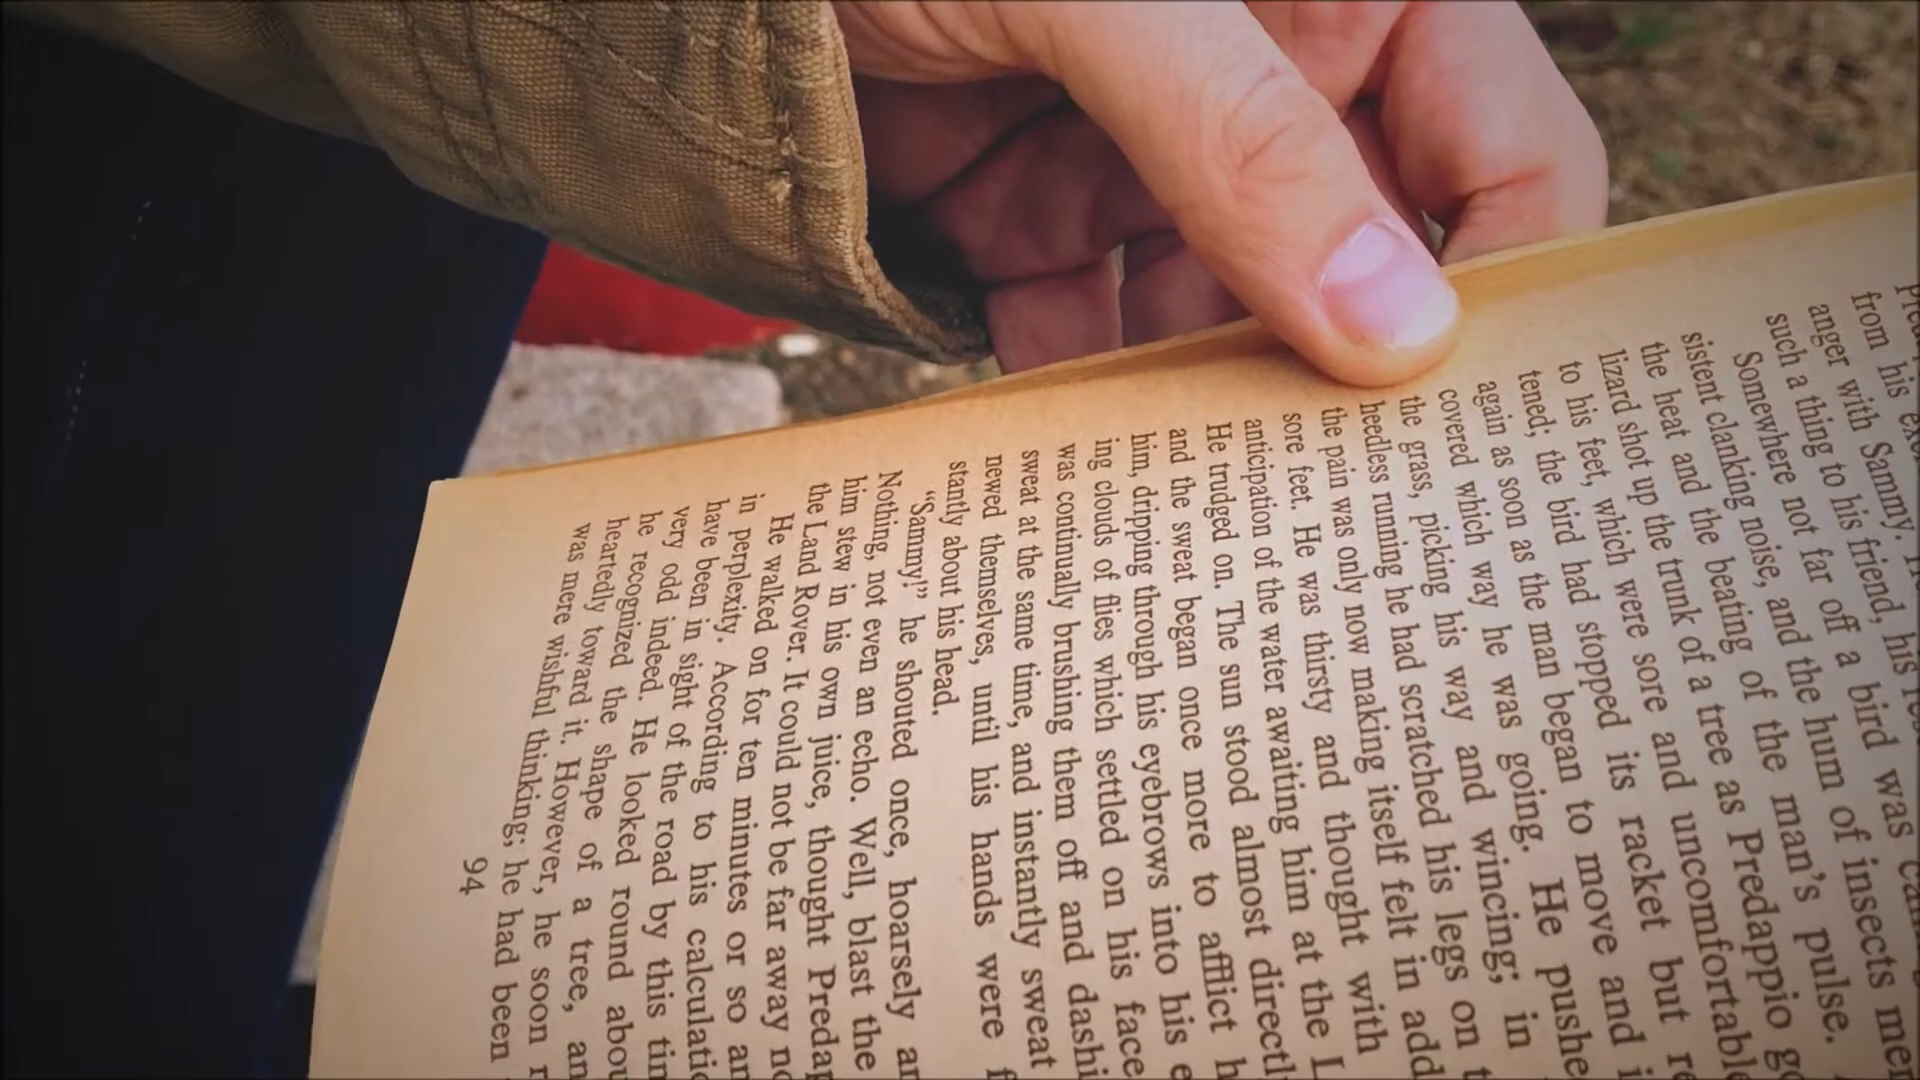 from his
anger with Sammy.
such a thing to his friend, his
Somewhere not far off a bird was
sistent clanking noise, and the hum of insects
the heat and the beating of the man's pulse.
lizard shot up the trunk of a tree as Predappio
to his feet, which were sore and uncomfortable
tened; the bird had stopped its racket but
again as soon as the man began to move and
covered which way he was going. He pushe
the grass, picking his way and wincing; in
heedless running he had scratched his legs on
the pain was only now making itself felt in add
sore feet. He was thirsty and thought with
anticipation of the water awaiting him at the L
He trudged on. The sun stood almost directl
and the sweat began once more to afflict h
him, dripping through his eyebrows into his e
ing clouds of flies which settled on his face
was continually brushing them off and dashi
sweat at the same time, and instantly sweat
newed themselves, until his hands were f
stantly about his head.
"Sammy!" he shouted once, hoarsely an
Nothing, not even an echo. Well, blast the
him stew in his own juice, thought Predap
the Land Rover. It could not be far away no
He walked on for ten minutes or so an
in perplexity. According to his calculatio
have been in sight of the road by this tim
very odd indeed. He looked round abou
he recognized the shape of a tree, an
heartedly toward it. However, he soon r
was mere wishful thinking; he had been
94